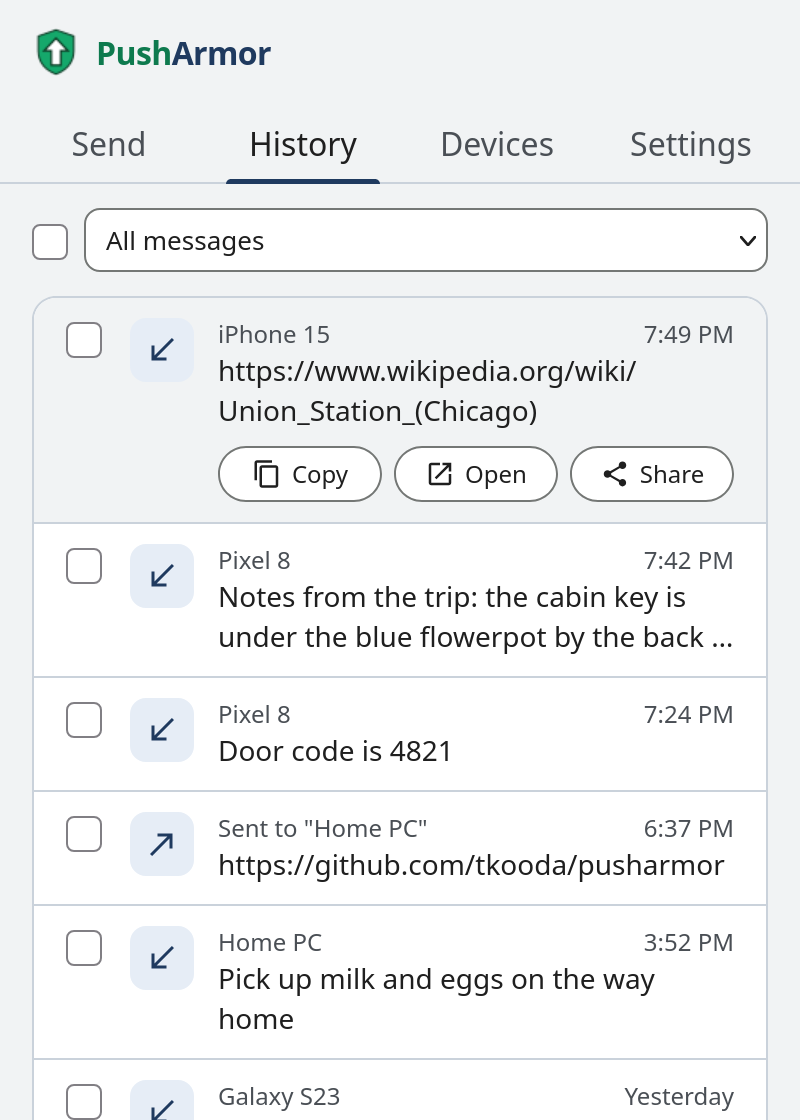 PushArmor
Send History Devices Settings
All messages
iPhone 15 7:49 PM
https://www.wikipedia.org/wiki/
Union_Station_(Chicago)
Copy Open Share
Pixel 8 7:42 PM
Notes from the trip: the cabin key is
under the blue flowerpot by the back ...
Pixel 8 7:24 PM
Door code is 4821
Sent to "Home PC" 6:37 PM
https://github.com/tkooda/pusharmor
Home PC 3:52 PM
Pick up milk and eggs on the way
home
Galaxy S23 Yesterday